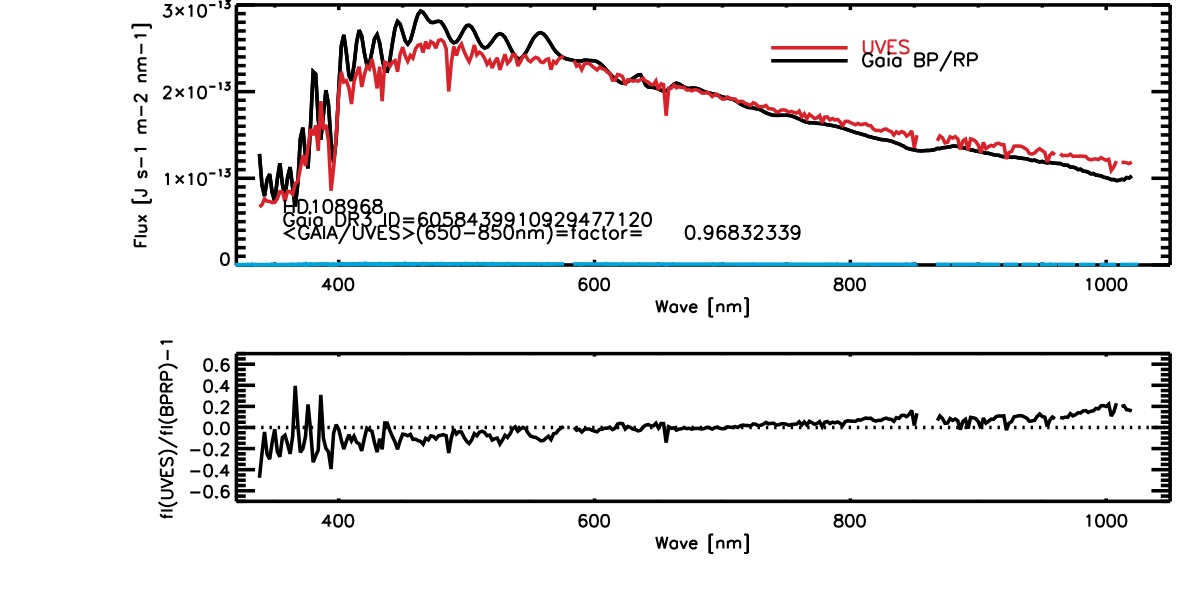 3×10−13
2×10−13
1×10−13
0
Flux [J s−1 m−2 nm−1]
UVES
Gaia BP/RP
HD108968
Gaia DR3 ID=6058439910929477120
<GAIA/UVES>(650−850nm)=factor= 0.96832339
400 600 800 1000
Wave [nm]
fl(UVES)/fl(BPRP)−1
0.6
0.4
0.2
0.0
−0.2
−0.4
−0.6
400 600 800 1000
Wave [nm]